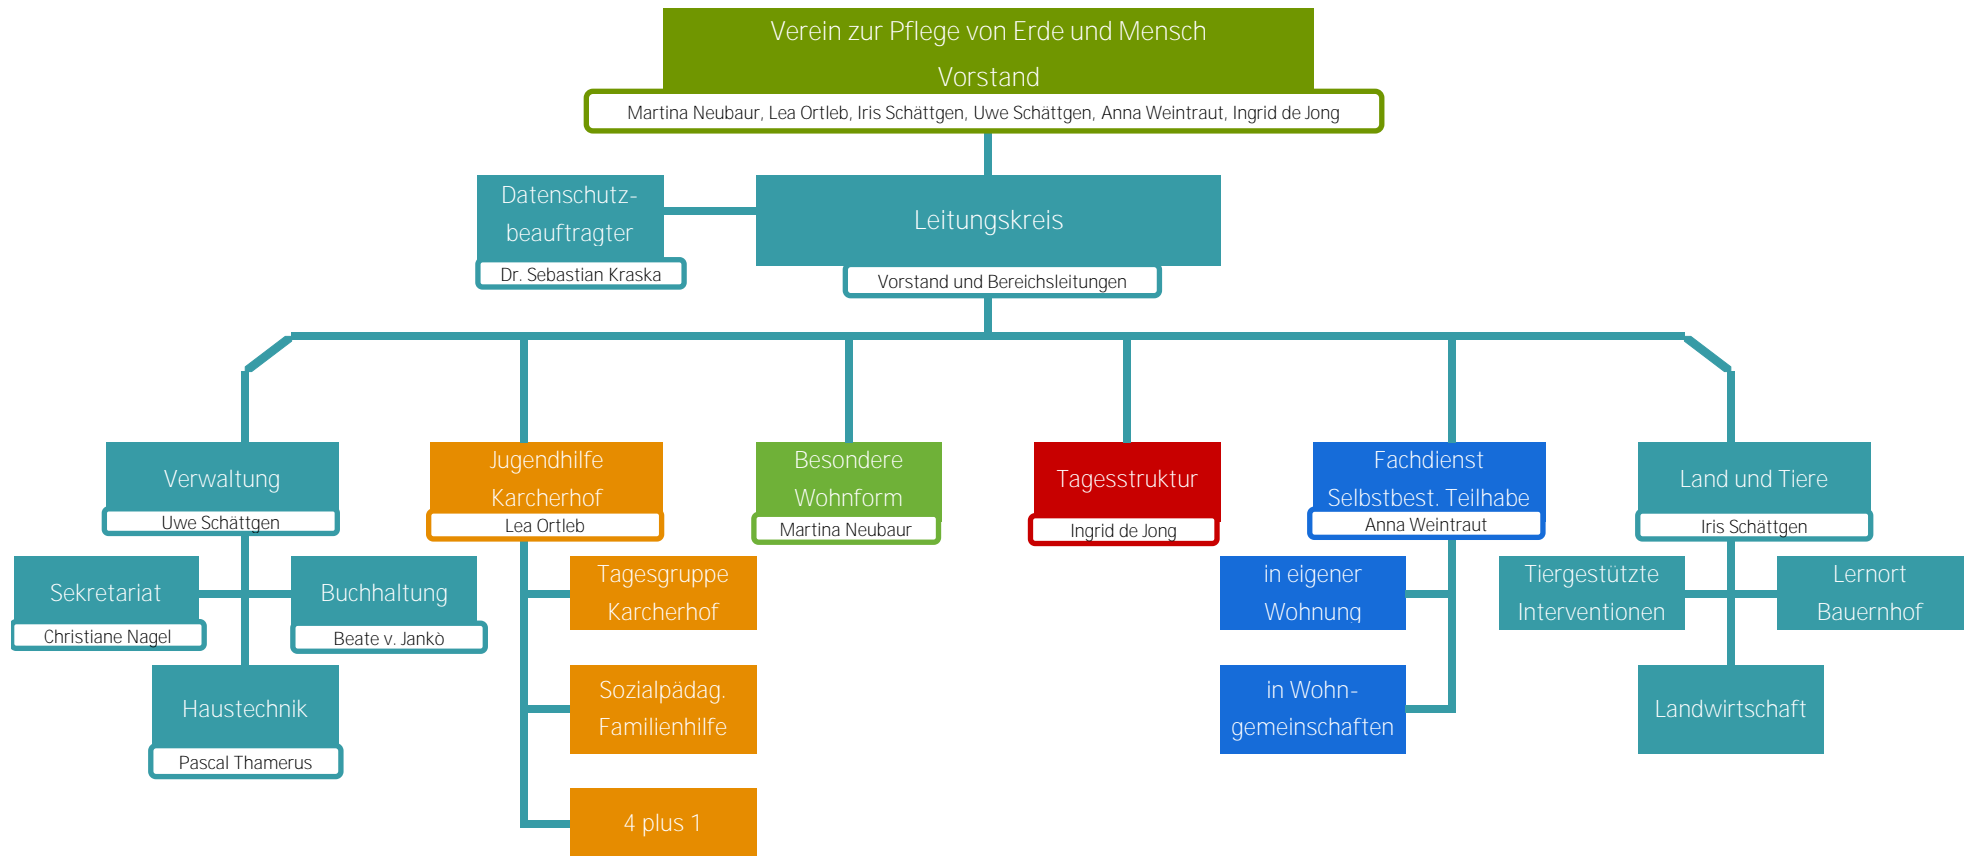 Verein zur Pflege von Erde und Mensch
Vorstand
Martina Neubaur, Lea Ortleb, Iris Schättgen, Uwe Schättgen, Anna Weintraut, Ingrid de Jong
Datenschutz-
beauftragter
Dr. Sebastian Kraska
Leitungskreis
Vorstand und Bereichsleitungen
Verwaltung
Uwe Schättgen
Jugendhilfe
Karcherhof
Lea Ortleb
Besondere
Wohnform
Martina Neubaur
Tagesstruktur
Ingrid de Jong
Fachdienst
Selbstbest. Teilhabe
Anna Weintraut
Land und Tiere
Iris Schättgen
Sekretariat
Christiane Nagel
Buchhaltung
Beate v. Jankò
Haustechnik
Pascal Thamerus
Tagesgruppe
Karcherhof
Sozialpädag.
Familienhilfe
4 plus 1
in eigener
Wohnung
in Wohn-
gemeinschaften
Tiergestützte
Interventionen
Lernort
Bauernhof
Landwirtschaft